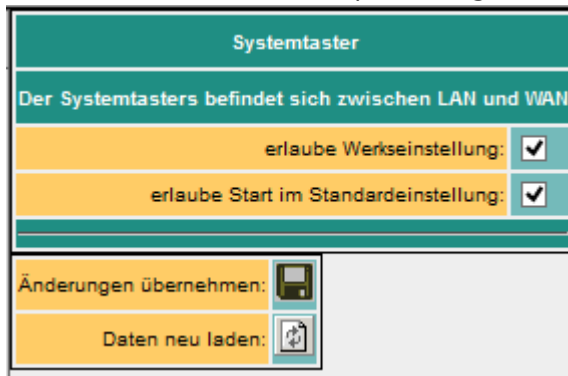 Systemtaster
Der Systemtasters befindet sich zwischen LAN und WAN
erlaube Werkseinstellung:
erlaube Start im Standardeinstellung:
Änderungen übernehmen:
Daten neu laden: